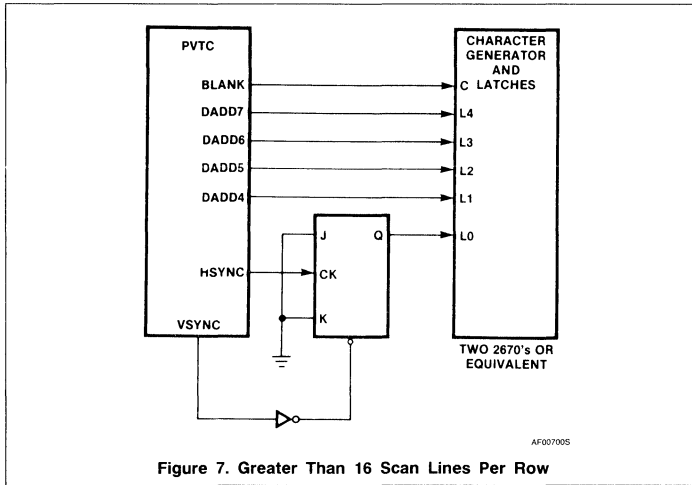 PVTC
BLANK
DADD7
DADD6
DADD5
DADD4
HSYNC
VSYNC
J
Q
CK
K
CHARACTER
GENERATOR
AND
LATCHES
C
L4
L3
L2
L1
L0
TWO 2670's OR
EQUIVALENT
AF00700S
Figure 7. Greater Than 16 Scan Lines Per Row